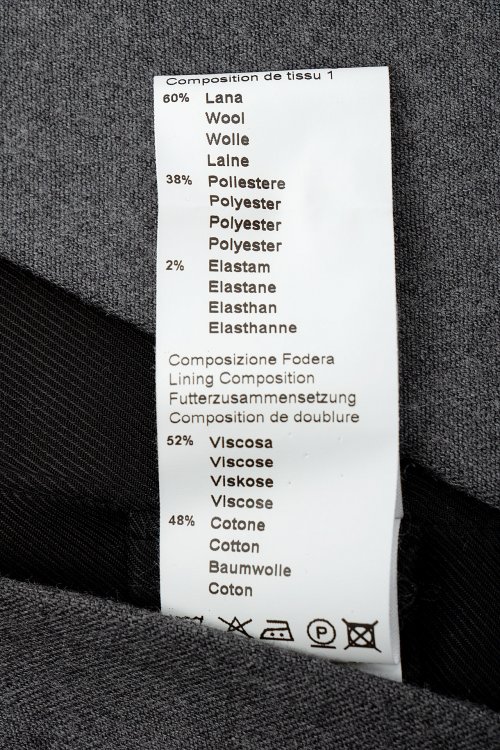 Composition de tissu 1
60% Lana
Wool
Wolle
Laine
38% Poliestere
Polyester
Polyester
Polyester
2% Elastam
Elastane
Elasthan
Elasthanne
Composizione Fodera
Lining Composition
Futterzusammensetzung
Composition de doublure
52% Viscosa
Viscose
Viskose
Viscose
48% Cotone
Cotton
Baumwolle
Coton
P